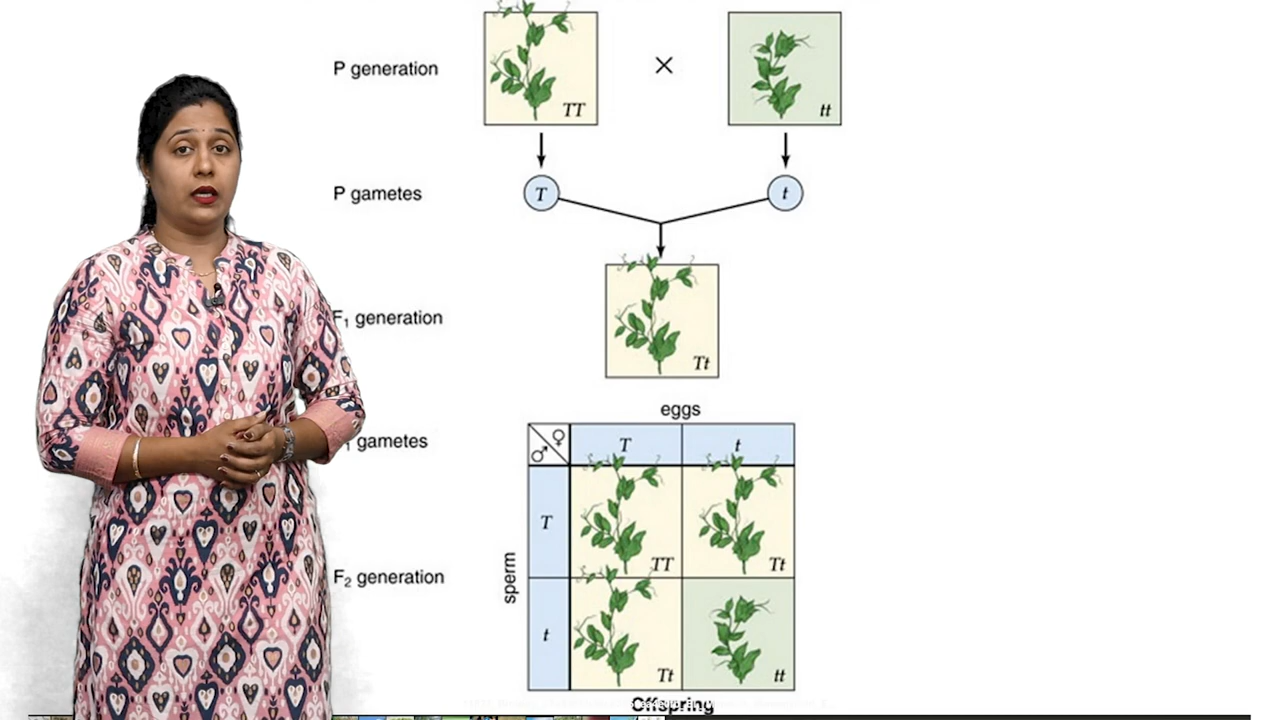 P generation
TT
×
tt
P gametes
T
t
F₁ generation
Tt
eggs
gametes
♀
♂
T
t
T
TT
Tt
sperm
F₂ generation
t
Tt
tt
Offspring